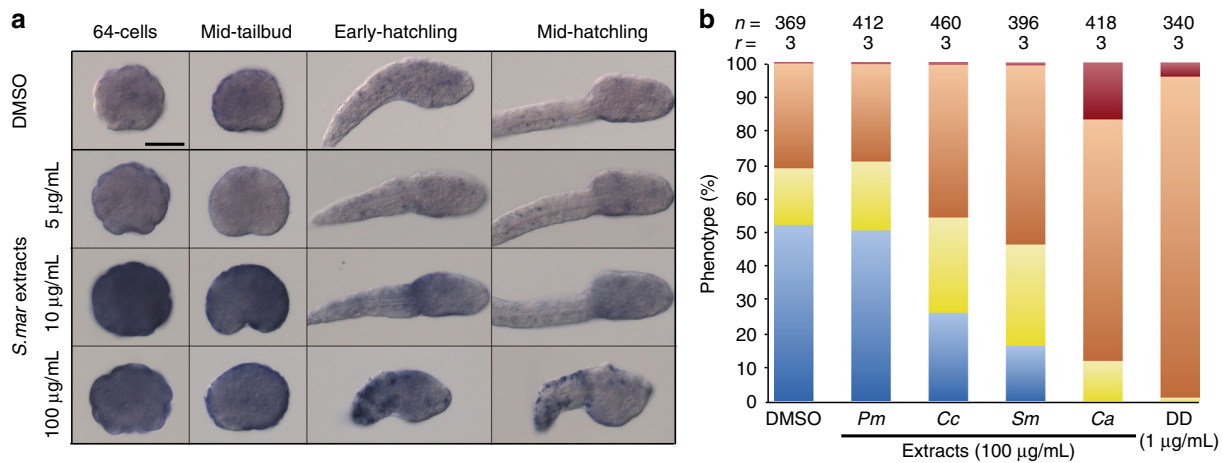 a
64-cells Mid-tailbud Early-hatchling Mid-hatchling
DMSO
S.mar extracts
5 µg/mL
10 µg/mL
100 µg/mL
b
n = 369 412 460 396 418 340
r = 3 3 3 3 3 3
Phenotype (%)
100
90
80
70
60
50
40
30
20
10
0
DMSO Pm Cc Sm Ca DD
(1 µg/mL)
Extracts (100 µg/mL)